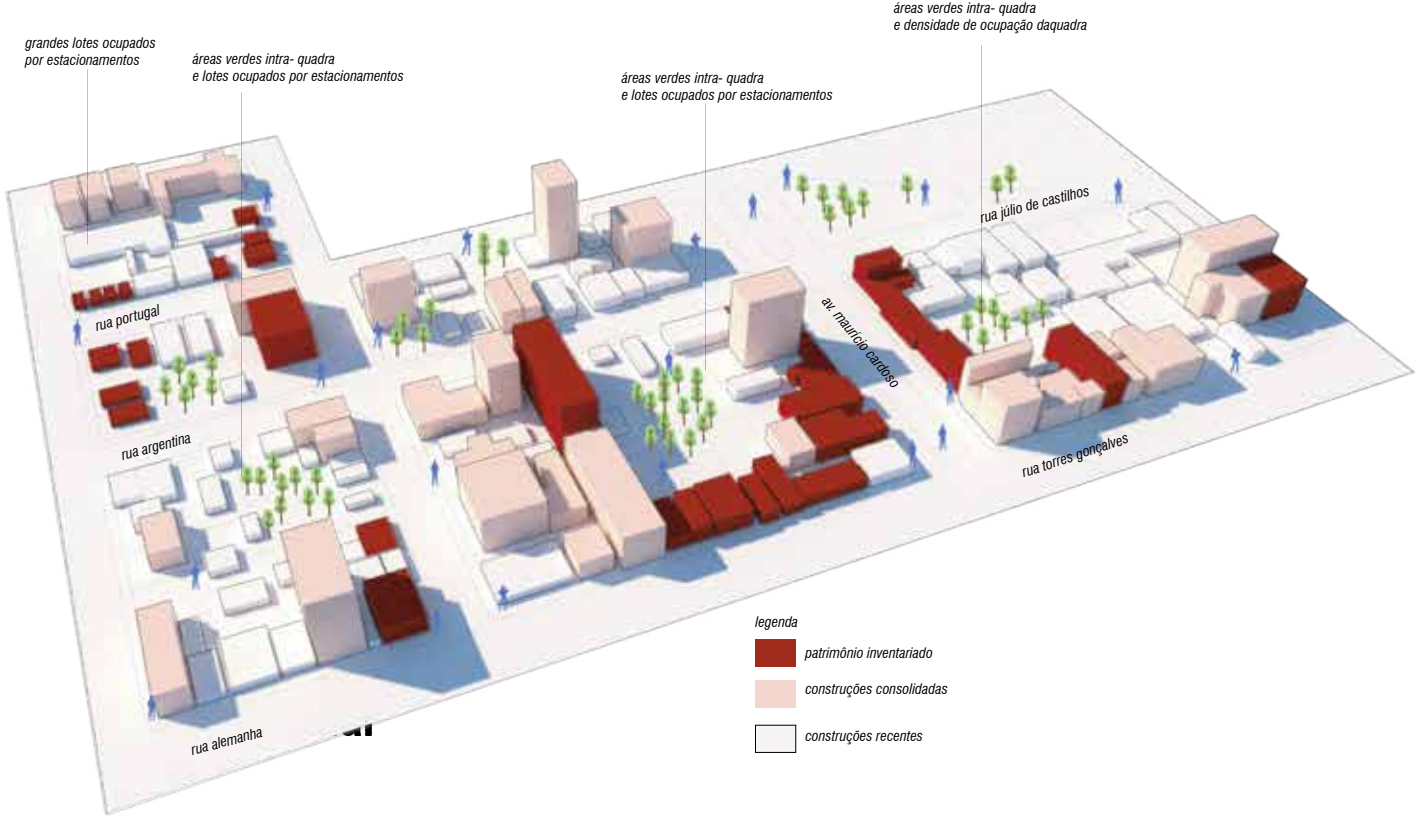 áreas verdes intra- quadra
e densidade de ocupação daquadra
grandes lotes ocupados
por estacionamentos
áreas verdes intra- quadra
e lotes ocupados por estacionamentos
áreas verdes intra- quadra
e lotes ocupados por estacionamentos
rua júlio de castilhos
rua portugal
av. maurício cardoso
rua argentina
rua torres gonçalves
rua alemanha
legenda
patrimônio inventariado
construções consolidadas
construções recentes